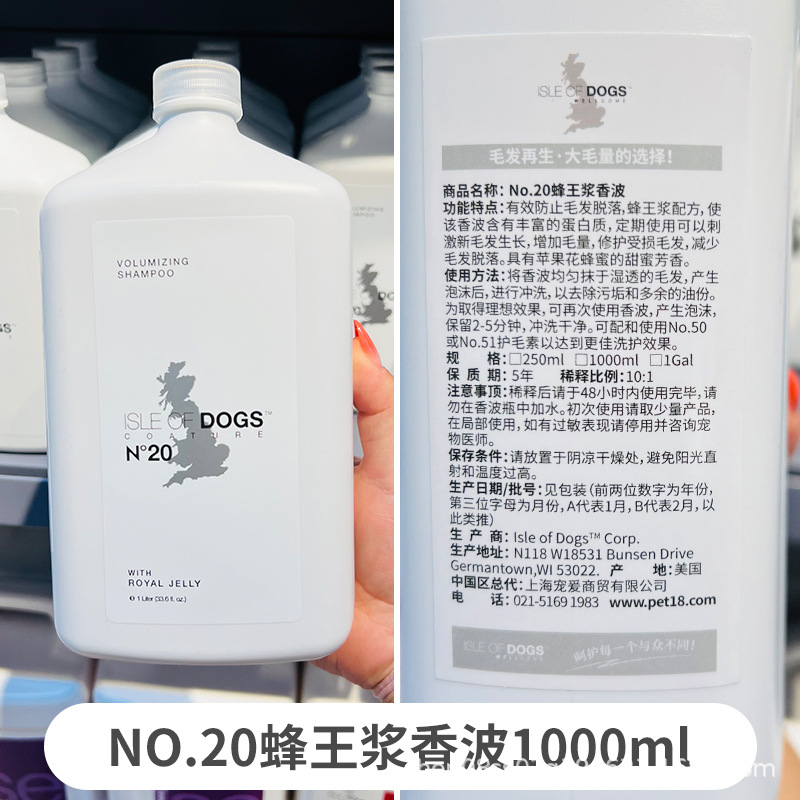 VOLUMIZING
SHAMPOO
ISLE OF DOGS™
COATURE
N°20
WITH
ROYAL JELLY
℮ 1 Liter (33.6 fl. oz.)
DOGS
ISLE OF DOGS™
WELLCOME
毛发再生·大毛量的选择！
商品名称：No.20蜂王浆香波
功能特点：有效防止毛发脱落,蜂王浆配方,使
该香波含有丰富的蛋白质，定期使用可以刺
激新毛发生长，增加毛量，修护受损毛发，减少
毛发脱落。具有苹果花蜂蜜的甜蜜芳香。
使用方法：将香波均匀抹于湿透的毛发，产生
泡沫后，进行冲洗，以去除污垢和多余的油份。
为取得理想效果，可再次使用香波，产生泡沫，
保留2-5分钟，冲洗干净。可配和使用No.50
或No.51护毛素以达到更佳洗护效果。
规 格：□250ml □1000ml □1Gal
保 质 期：5年 稀释比例：10:1
注意事项：稀释后请于48小时内使用完毕，请
勿在香波瓶中加水。初次使用请取少量产品，
在局部使用，如有过敏表现请停用并咨询宠
物医师。
保存条件：请放置于阴凉干燥处，避免阳光直
射和温度过高。
生产日期/批号：见包装（前两位数字为年份，
第三位字母为月份，A代表1月，B代表2月，以
此类推）
生 产 商：Isle of Dogs™ Corp.
生产地址：N118 W18531 Bunsen Drive
Germantown,WI 53022. 产 地：美国
中国区总代：上海宠爱商贸有限公司
电 话：021-5169 1983 www.pet18.com
ISLE OF DOGS
WELLCOME
呵护每一个与众不同！
NO.20蜂王浆香波1000ml